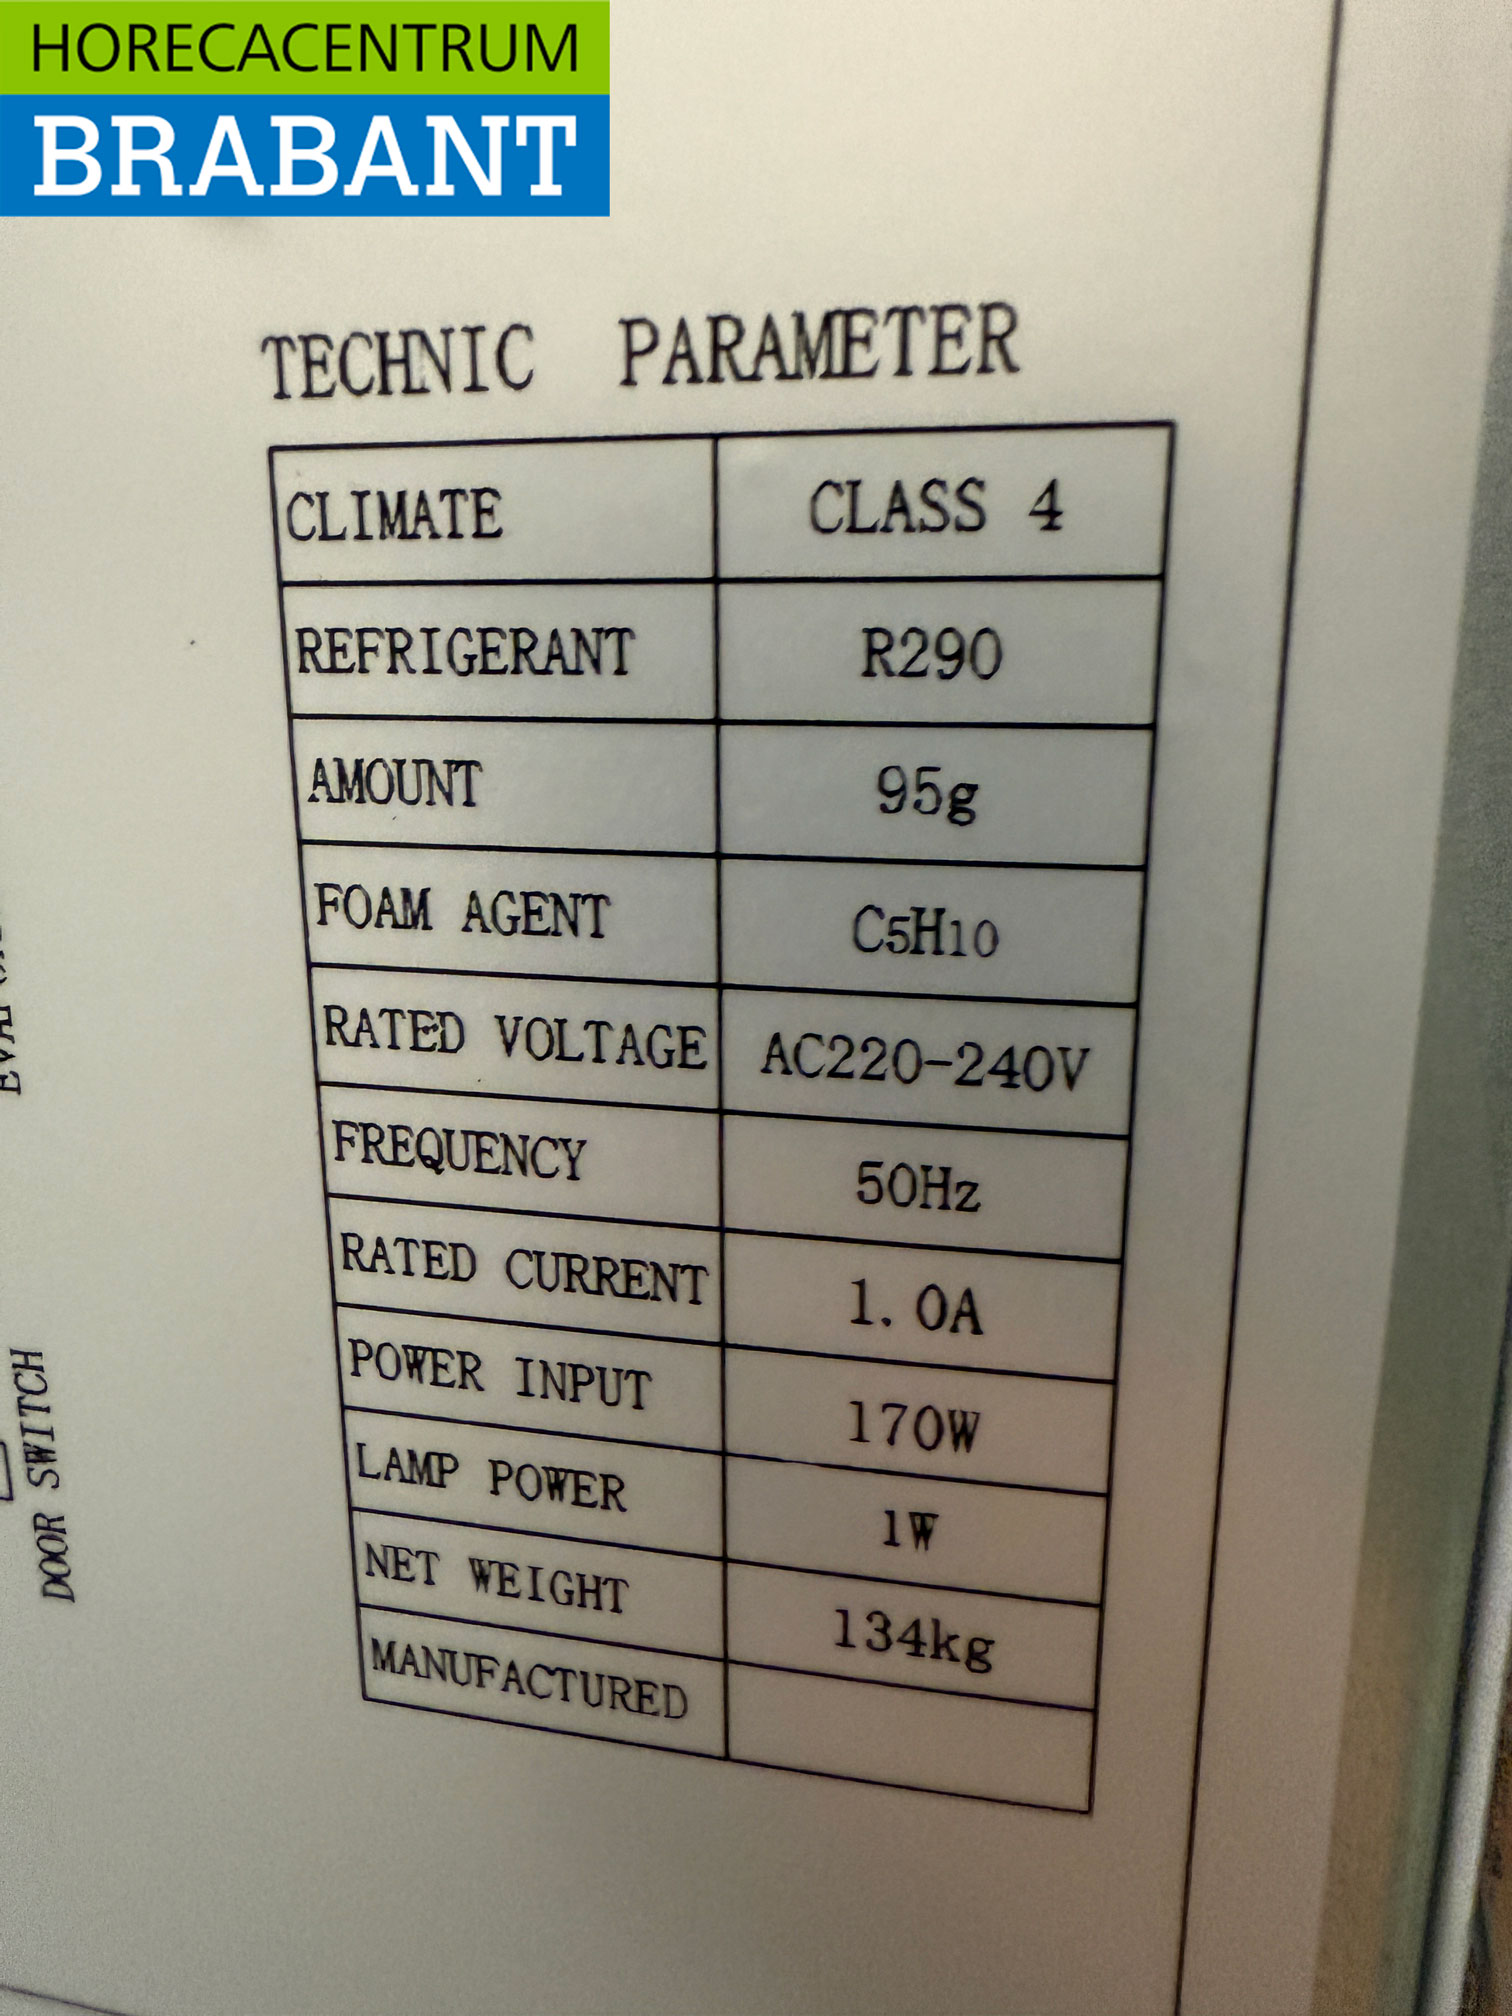 HORECACENTRUM
BRABANT
TECHNIC PARAMETER
CLIMATE CLASS 4
REFRIGERANT R290
AMOUNT 95g
FOAM AGENT C5H10
RATED VOLTAGE AC220-240V
FREQUENCY 50Hz
RATED CURRENT 1.0A
POWER INPUT 170W
LAMP POWER 1W
NET WEIGHT 134kg
MANUFACTURED
DOOR SWITCH